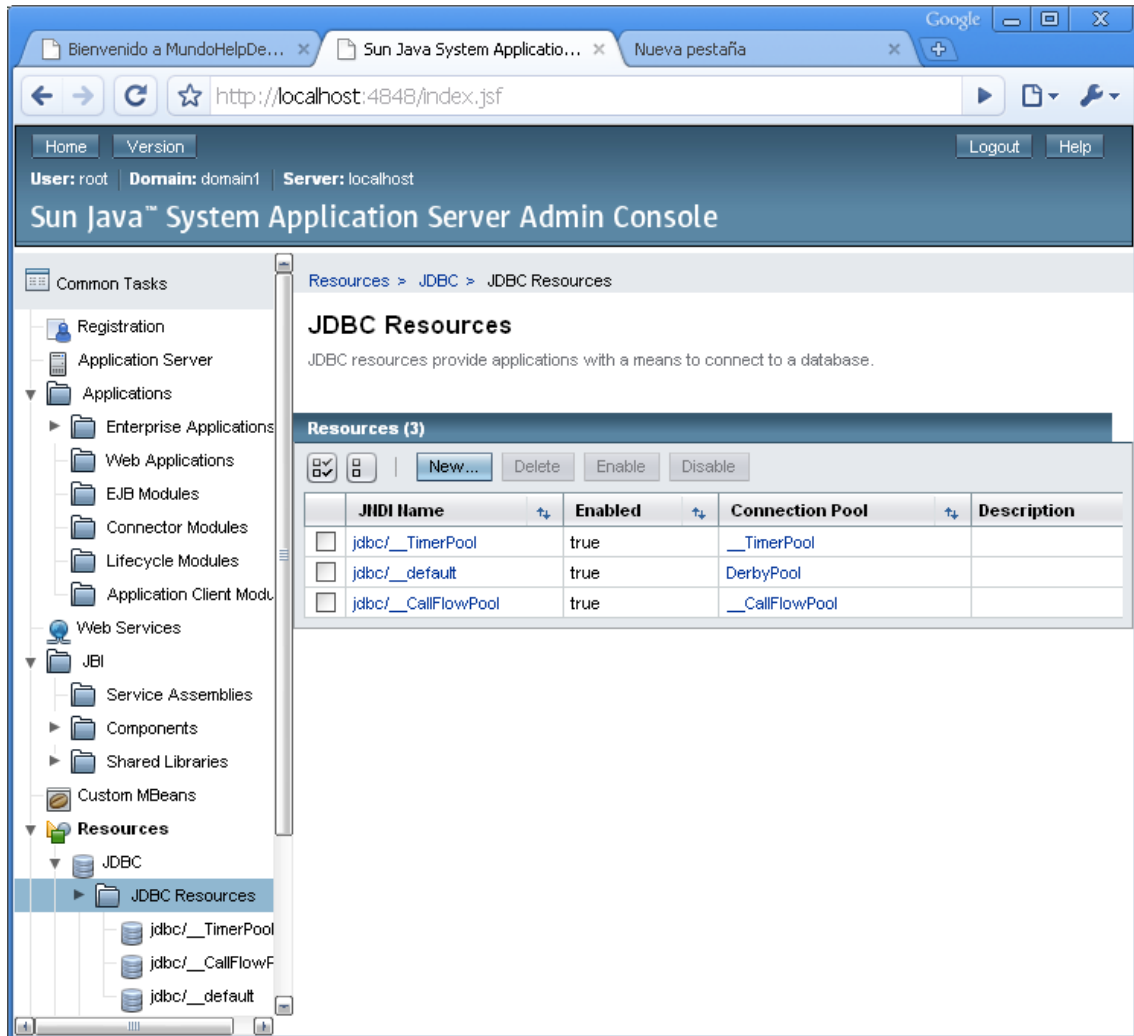 Google
Bienvenido a MundoHelpDe...
Sun Java System Applicatio...
Nueva pestaña
http://localhost:4848/index.jsf
Home Version Logout Help
User: root Domain: domain1 Server: localhost
Sun Java™ System Application Server Admin Console
Common Tasks
Registration
Application Server
Applications
Enterprise Applications
Web Applications
EJB Modules
Connector Modules
Lifecycle Modules
Application Client Modu
Web Services
JBI
Service Assemblies
Components
Shared Libraries
Custom MBeans
Resources
JDBC
JDBC Resources
jdbc/__TimerPool
jdbc/__CallFlowP
jdbc/__default
Resources > JDBC > JDBC Resources
JDBC Resources
JDBC resources provide applications with a means to connect to a database.
Resources (3)
New... Delete Enable Disable
JNDI Name Enabled Connection Pool Description
jdbc/__TimerPool true __TimerPool
jdbc/__default true DerbyPool
jdbc/__CallFlowPool true __CallFlowPool